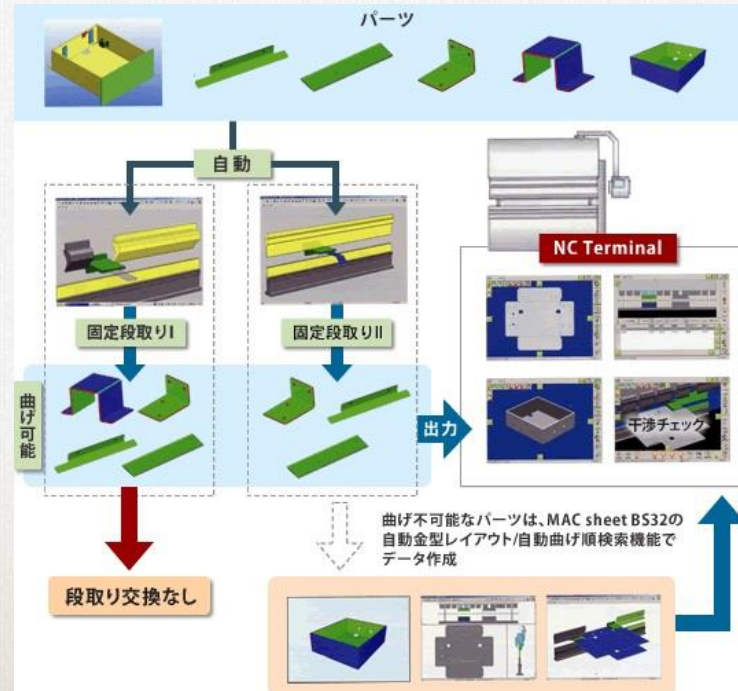 パーツ
自動
NC Terminal
固定段取りI
固定段取りII
曲げ可能
出力
干渉チェック
曲げ不可能なパーツは、MAC sheet BS32の
自動金型レイアウト/自動曲げ順検索機能で
データ作成
段取り交換なし